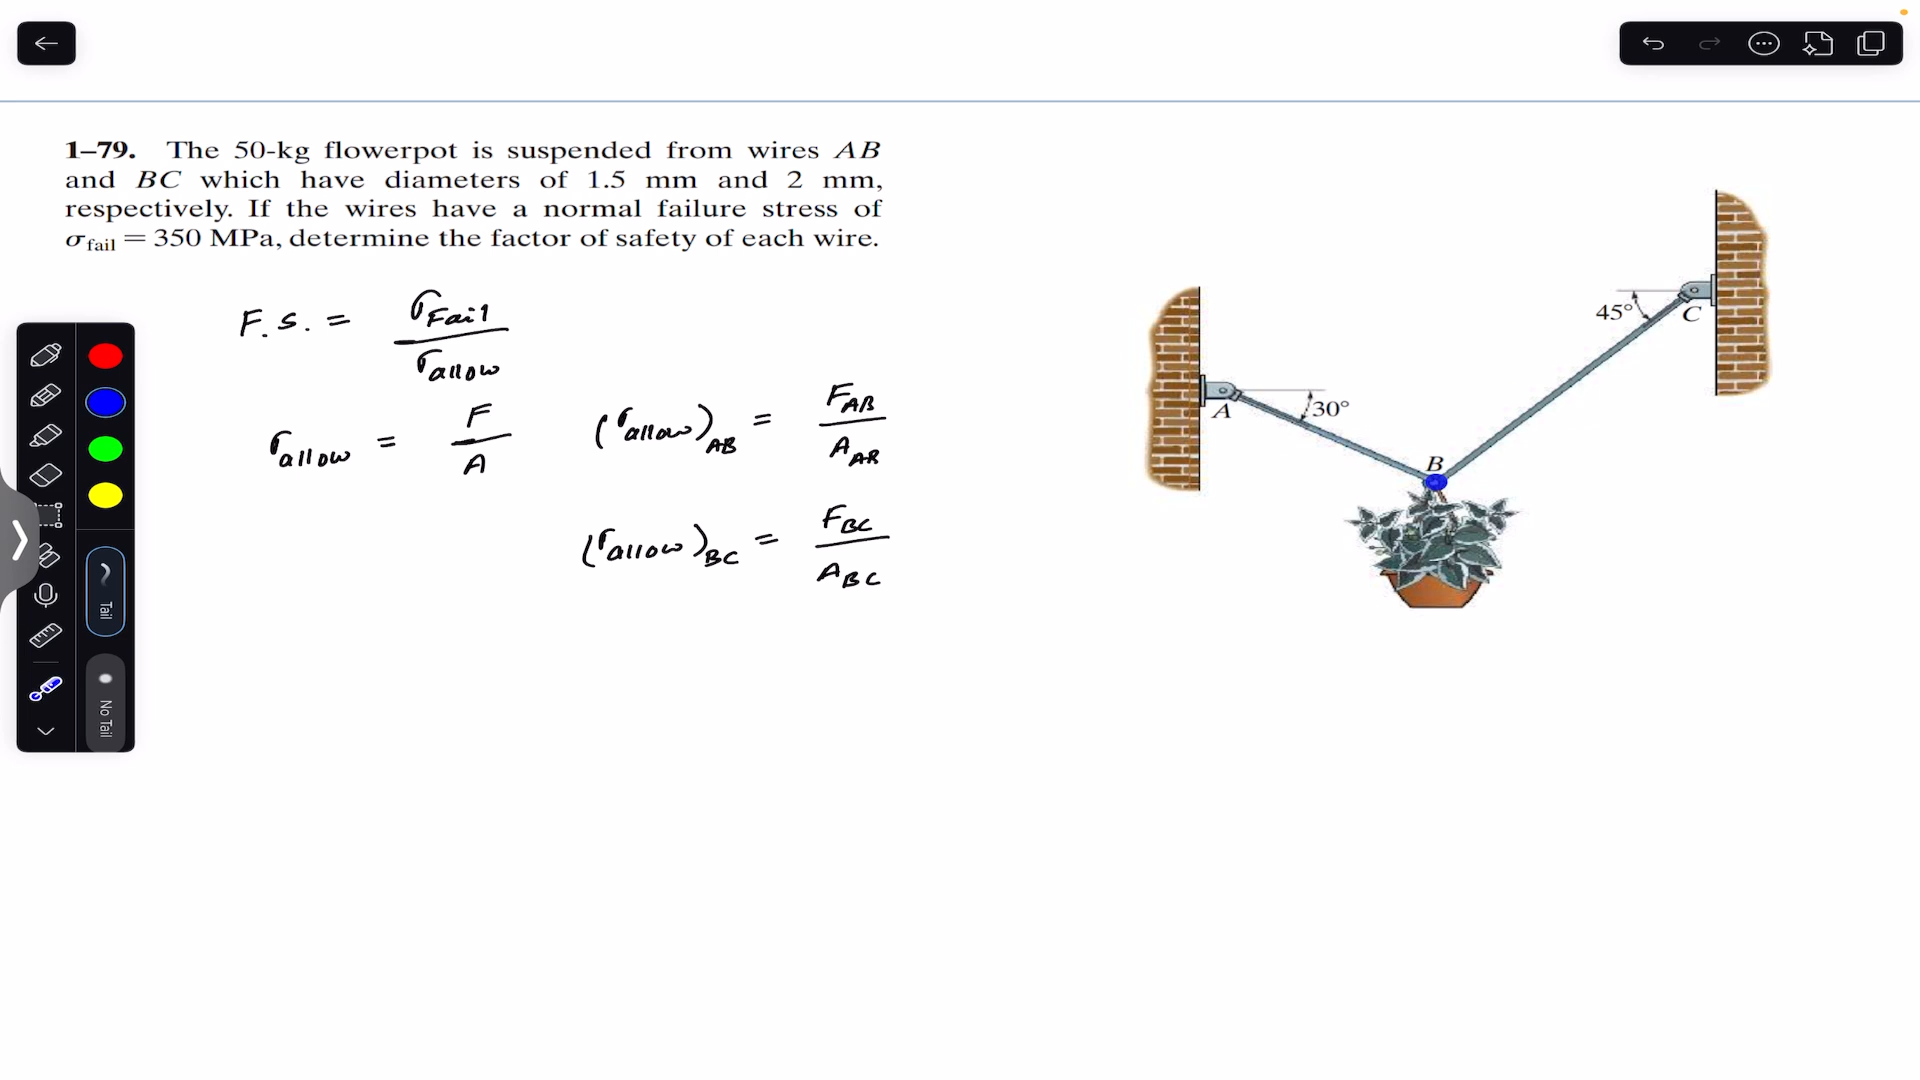 1–79. The 50-kg flowerpot is suspended from wires AB
and BC which have diameters of 1.5 mm and 2 mm,
respectively. If the wires have a normal failure stress of
σfail = 350 MPa, determine the factor of safety of each wire.
F.S. = σFail / σallow
σallow = F / A
(σallow)AB = FAB / AAB
(σallow)BC = FBC / ABC
45°
C
A
30°
B
Tail
No Tail